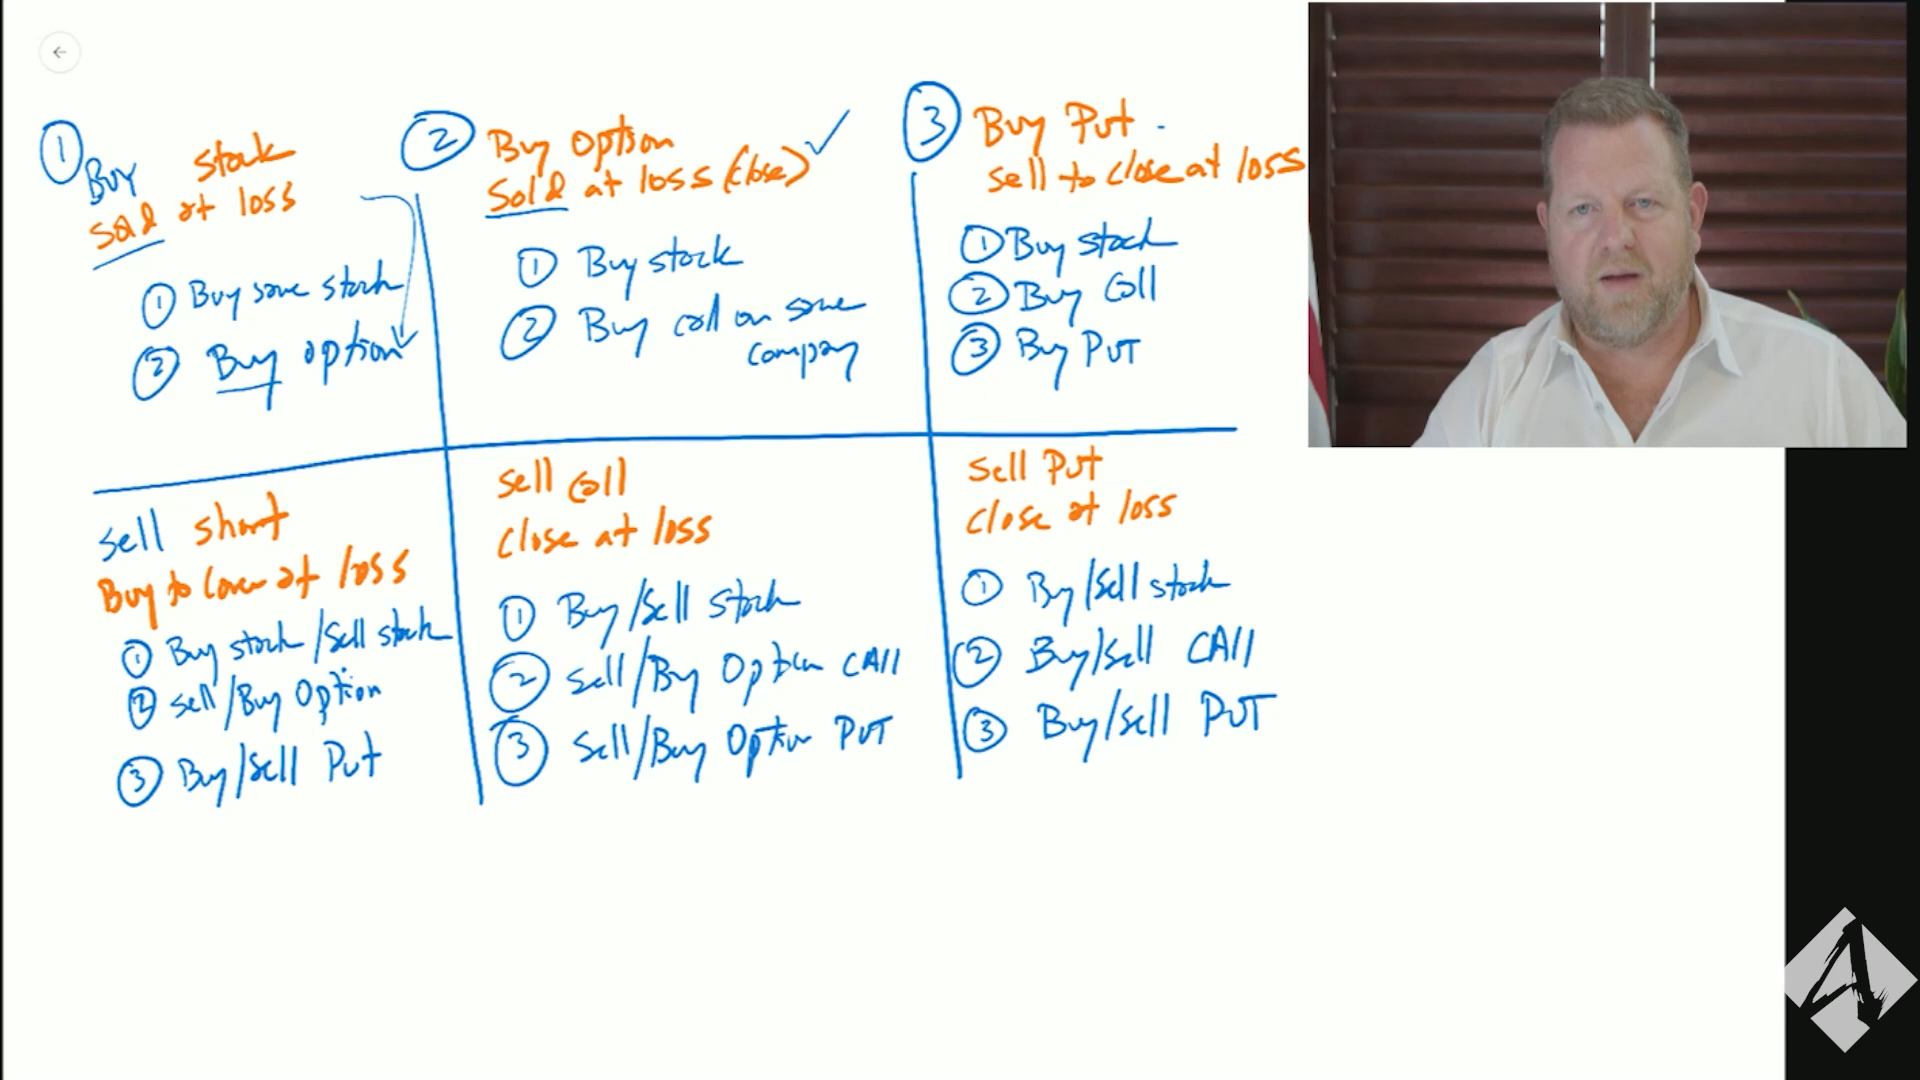 1 Buy stock
sold at loss
1 Buy same stock
2 Buy option
2 Buy Option
Sold at loss (close)
1 Buy stock
2 Buy call on same
company
3 Buy Put
sell to close at loss
1 Buy stock
2 Buy Call
3 Buy PUT
sell short
Buy to cover at loss
1 Buy stock/sell stock
2 sell/Buy Option
3 Buy/sell Put
sell Call
close at loss
1 Buy/sell stock
2 sell/Buy Option CAll
3 sell/Buy Option PUT
Sell Put
close at loss
1 Buy/sell stock
2 Buy/sell CAll
3 Buy/sell PUT
A